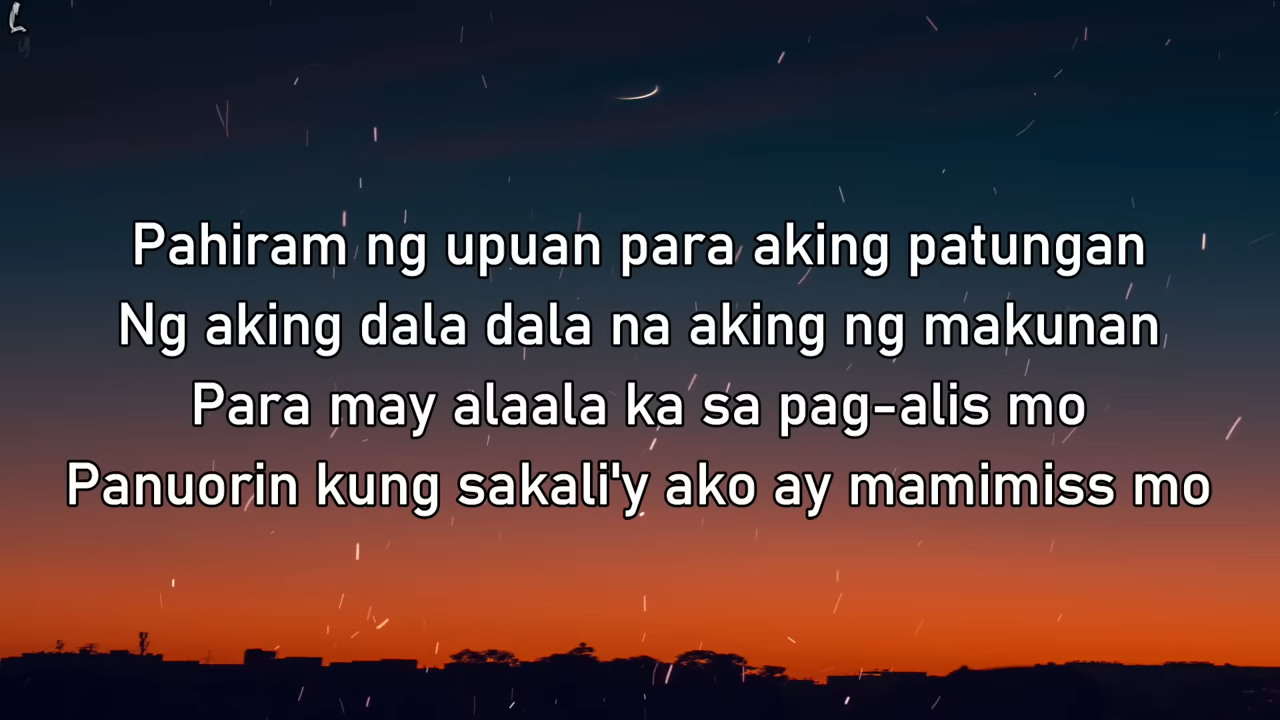 Pahiram ng upuan para aking patungan
Ng aking dala dala na aking ng makunan
Para may alaala ka sa pag-alis mo
Panuorin kung sakali'y ako ay mamimiss mo